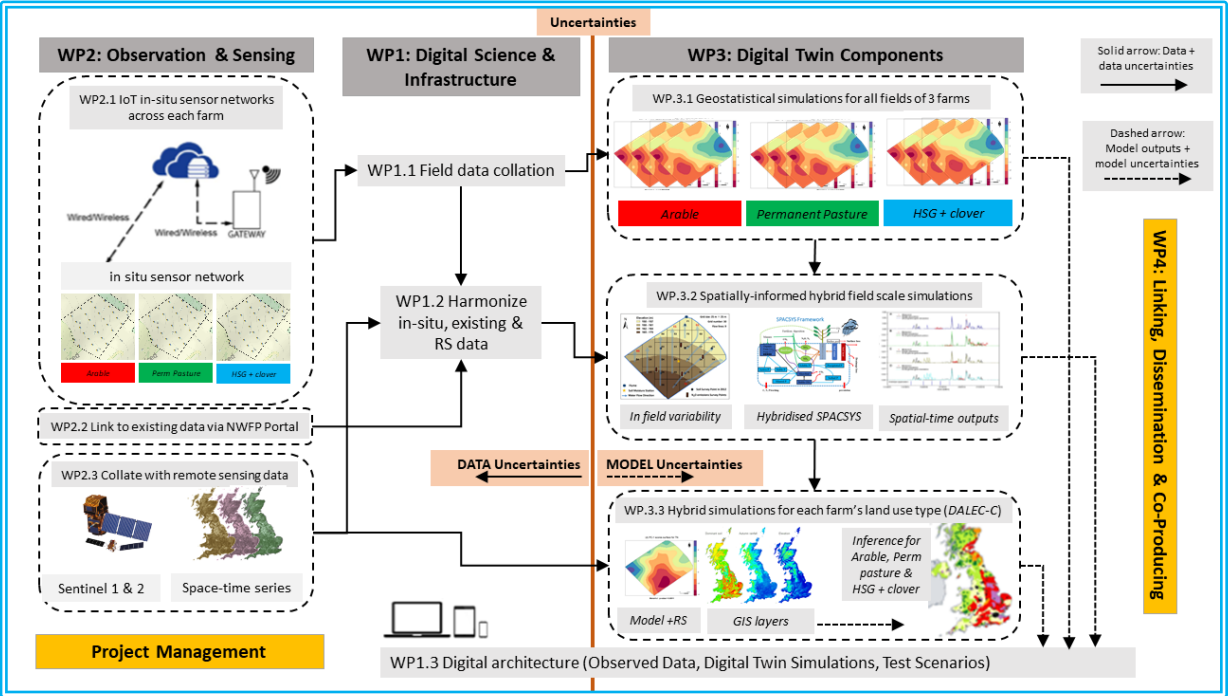 Uncertainties
WP2: Observation & Sensing
WP2.1 IoT in-situ sensor networks
across each farm
Wired/Wireless
Wired/Wireless
GATEWAY
in situ sensor network
Arable
Perm Pasture
HSG + clover
WP2.2 Link to existing data via NWFP Portal
WP2.3 Collate with remote sensing data
Sentinel 1 & 2
Space-time series
Project Management
WP1: Digital Science &
Infrastructure
WP1.1 Field data collation
WP1.2 Harmonize
in-situ, existing &
RS data
DATA Uncertainties
MODEL Uncertainties
WP3: Digital Twin Components
WP.3.1 Geostatistical simulations for all fields of 3 farms
Arable
Permanent Pasture
HSG + clover
WP.3.2 Spatially-informed hybrid field scale simulations
SPACSYS Framework
In field variability
Hybridised SPACSYS
Spatial-time outputs
WP.3.3 Hybrid simulations for each farm's land use type (DALEC-C)
Inference for
Arable, Perm
pasture &
HSG + clover
Model +RS
GIS layers
WP1.3 Digital architecture (Observed Data, Digital Twin Simulations, Test Scenarios)
Solid arrow: Data +
data uncertainties
Dashed arrow:
Model outputs +
model uncertainties
WP4: Linking, Dissemination & Co-Producing